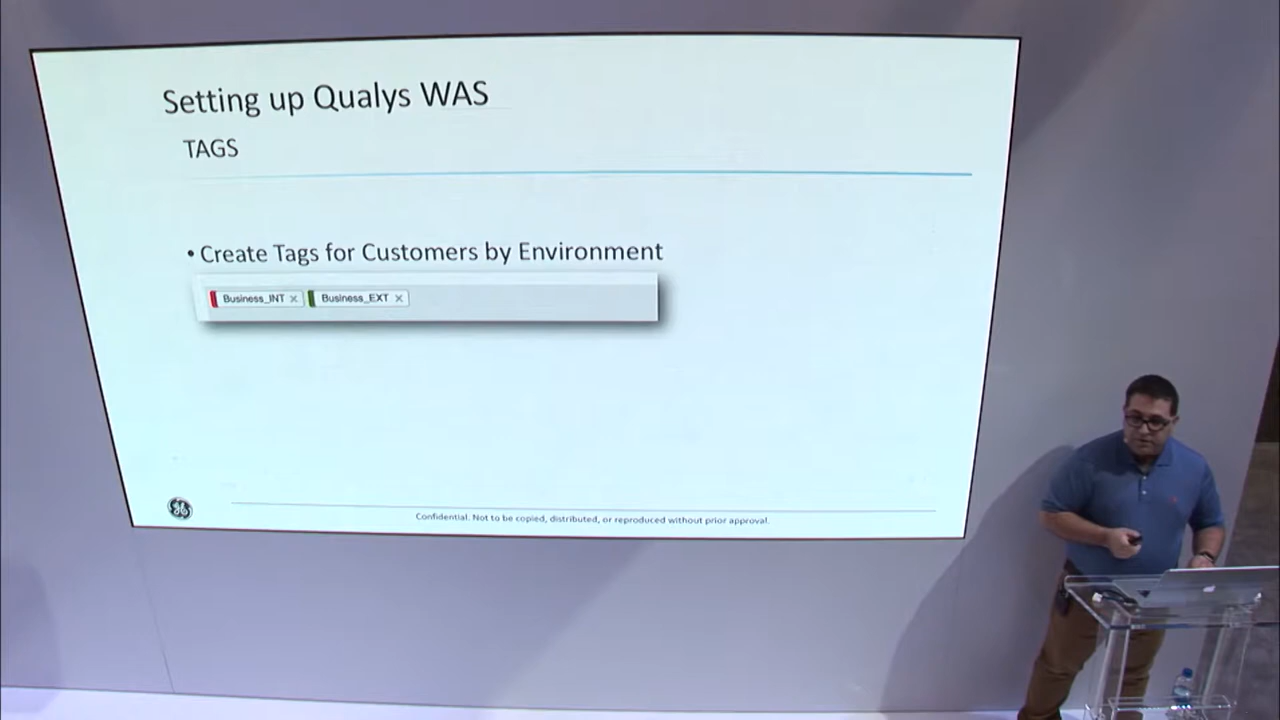 Setting up Qualys WAS
TAGS
• Create Tags for Customers by Environment
Business_INT × Business_EXT ×
GE
Confidential. Not to be copied, distributed, or reproduced without prior approval.